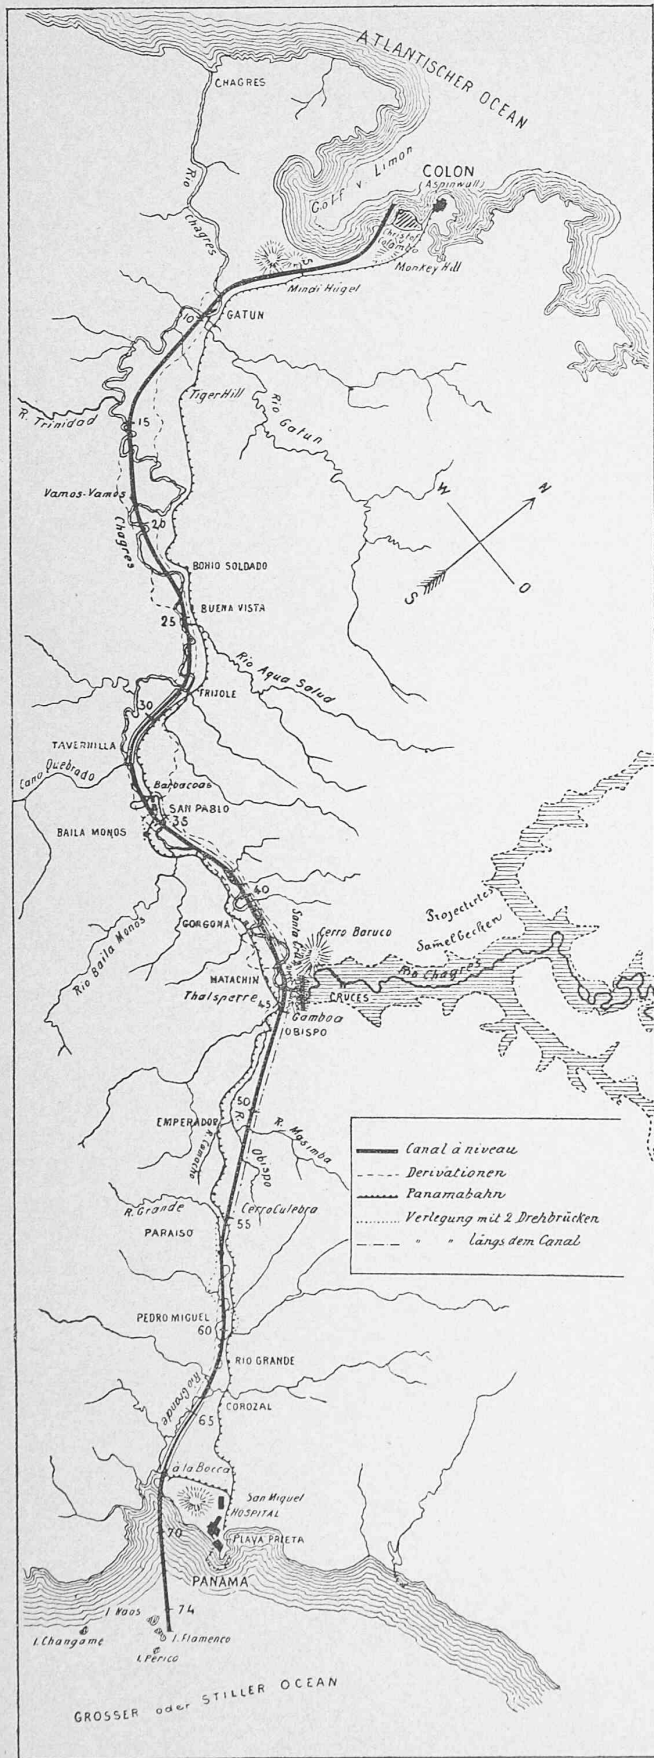 ATLANTISCHER OCEAN
CHAGRES
Rio Chagres
Golf v. Limon
COLON
(Aspinwall)
Christof
Colombo
Monkey Hill
5
Mindi Hügel
10
GATUN
Tiger Hill
Rio Gatun
R. Trinidad
15
Vamos-Vamos
20
Chagres
W
N
S
O
BOHIO SOLDADO
BUENA VISTA
25
Rio Agua Salud
FRIJOLE
30
TAVERNILLA
Cano Quebrado
Barbacoas
SAN PABLO
35
BAILA MONOS
40
Rio Baila Monos
GORGONA
Santa Cruz
Cerro Baruco
Projectirtes
Samelbecken
Rio Chagres
MATACHIN
Thalsperre
45
CRUCES
Gamboa
OBISPO
50
EMPERADOR
R.
Obispo
R. Camacho
R. Masimba
R. Grande
Cerro Culebra
55
PARAISO
Canal à niveau
Derivationen
Panamabahn
Verlegung mit 2 Drehbrücken
" " längs dem Canal
PEDRO MIGUEL
60
RIO GRANDE
Rio Grande
COROZAL
65
à la Bocca
San Miguel
HOSPITAL
70
PLAYA PRIETA
PANAMA
74
I. Naos
I. Changame
I. Flamenco
I. Perico
GROSSER oder STILLER OCEAN